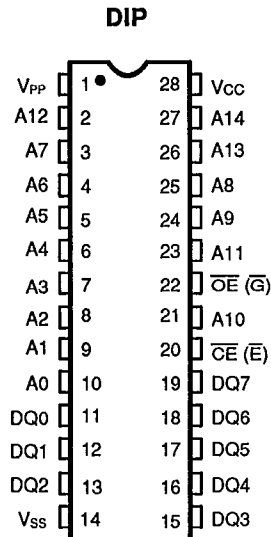 DIP
VPP 1 28 VCC
A12 2 27 A14
A7 3 26 A13
A6 4 25 A8
A5 5 24 A9
A4 6 23 A11
A3 7 22 O̅E̅ (G̅)
A2 8 21 A10
A1 9 20 C̅E̅ (E̅)
A0 10 19 DQ7
DQ0 11 18 DQ6
DQ1 12 17 DQ5
DQ2 13 16 DQ4
VSS 14 15 DQ3